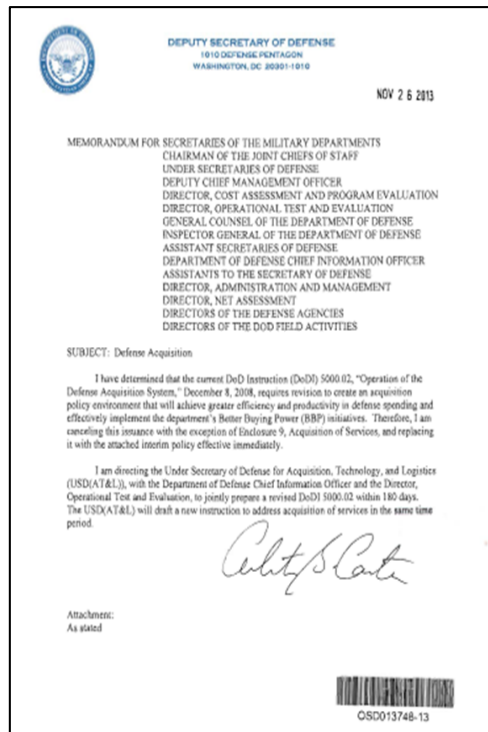 DEPUTY SECRETARY OF DEFENSE
1010 DEFENSE PENTAGON
WASHINGTON, DC 20301-1010
NOV 26 2013
MEMORANDUM FOR SECRETARIES OF THE MILITARY DEPARTMENTS
CHAIRMAN OF THE JOINT CHIEFS OF STAFF
UNDER SECRETARIES OF DEFENSE
DEPUTY CHIEF MANAGEMENT OFFICER
DIRECTOR, COST ASSESSMENT AND PROGRAM EVALUATION
DIRECTOR, OPERATIONAL TEST AND EVALUATION
GENERAL COUNSEL OF THE DEPARTMENT OF DEFENSE
INSPECTOR GENERAL OF THE DEPARTMENT OF DEFENSE
ASSISTANT SECRETARIES OF DEFENSE
DEPARTMENT OF DEFENSE CHIEF INFORMATION OFFICER
ASSISTANTS TO THE SECRETARY OF DEFENSE
DIRECTOR, ADMINISTRATION AND MANAGEMENT
DIRECTOR, NET ASSESSMENT
DIRECTORS OF THE DEFENSE AGENCIES
DIRECTORS OF THE DOD FIELD ACTIVITIES
SUBJECT: Defense Acquisition
I have determined that the current DoD Instruction (DoDI) 5000.02, "Operation of the
Defense Acquisition System," December 8, 2008, requires revision to create an acquisition
policy environment that will achieve greater efficiency and productivity in defense spending and
effectively implement the department's Better Buying Power (BBP) initiatives. Therefore, I am
canceling this issuance with the exception of Enclosure 9, Acquisition of Services, and replacing
it with the attached interim policy effective immediately.
I am directing the Under Secretary of Defense for Acquisition, Technology, and Logistics
(USD(AT&L)), with the Department of Defense Chief Information Officer and the Director,
Operational Test and Evaluation, to jointly prepare a revised DoDI 5000.02 within 180 days.
The USD(AT&L) will draft a new instruction to address acquisition of services in the same time
period.
Attachment:
As stated
OSD013748-13